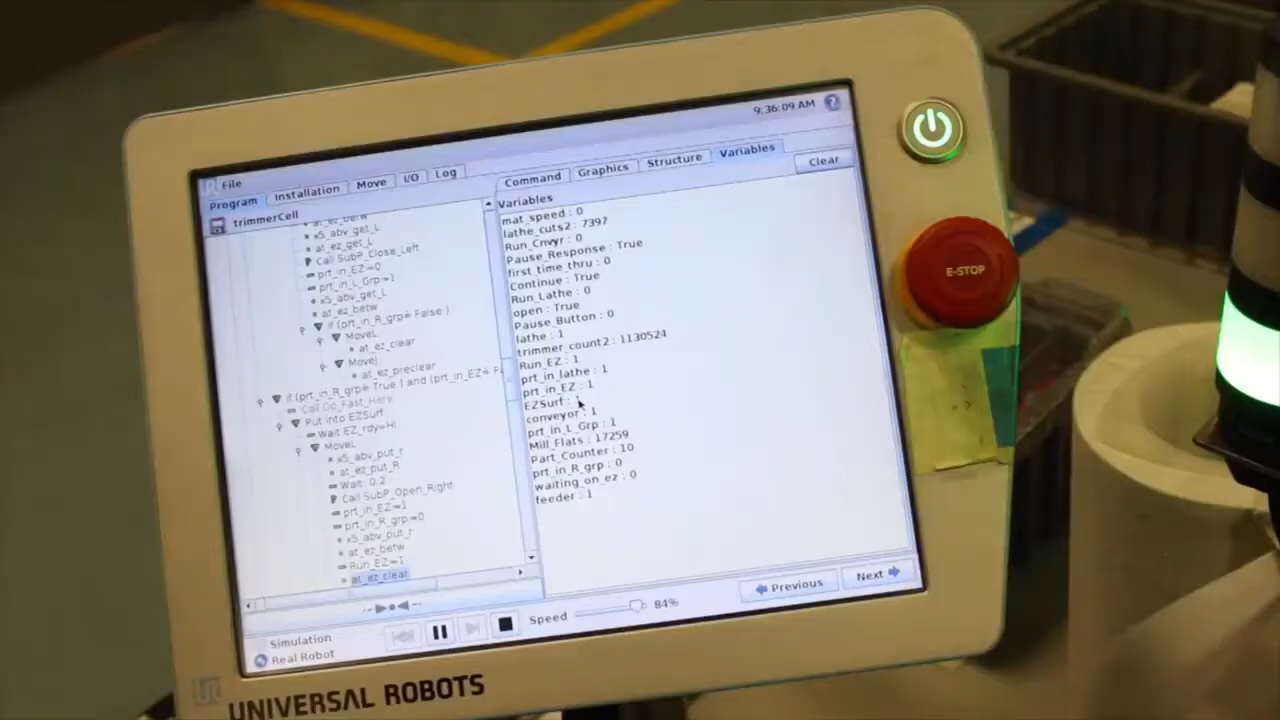 9:36:09 AM
File
Program Installation Move I/O Log
Command Graphics Structure Variables
Clear
trimmerCell
at_ez_betw
x5_abv_get_L
at_ez_get_L
Call SubP_Close_Left
prt_in_EZ=0
prt_in_L_Grp=1
x5_abv_get_L
at_ez_betw
if (prt_in_R_grp≟ False )
MoveL
at_ez_clear
MoveJ
at_ez_preclear
if (prt_in_R_grp≟ True ) and (prt_in_EZ≟ F
Call Do_Fast_Here
Put into EZSurf
Wait EZ_rdy=HI
MoveL
x5_abv_put_r
at_ez_put_R
Wait: 0.2
Call SubP_Open_Right
prt_in_EZ=1
prt_in_R_grp=0
x5_abv_put_r
at_ez_betw
Run_EZ=1
at_ez_clear
Variables
mat_speed : 0
lathe_cuts2 : 7397
Run_Cnvyr : 0
Pause_Response : True
first_time_thru : 0
Continue : True
Run_Lathe : 0
open : True
Pause_Button : 0
lathe : 1
trimmer_count2 : 1130524
Run_EZ : 1
prt_in_lathe : 1
prt_in_EZ : 1
EZSurf :
conveyor : 1
prt_in_L_Grp : 1
Mill_Flats : 17259
Part_Counter : 10
prt_in_R_grp : 0
waiting_on_ez : 0
feeder : 1
Simulation
Real Robot
Speed 84%
Previous
Next
UR UNIVERSAL ROBOTS
E-STOP